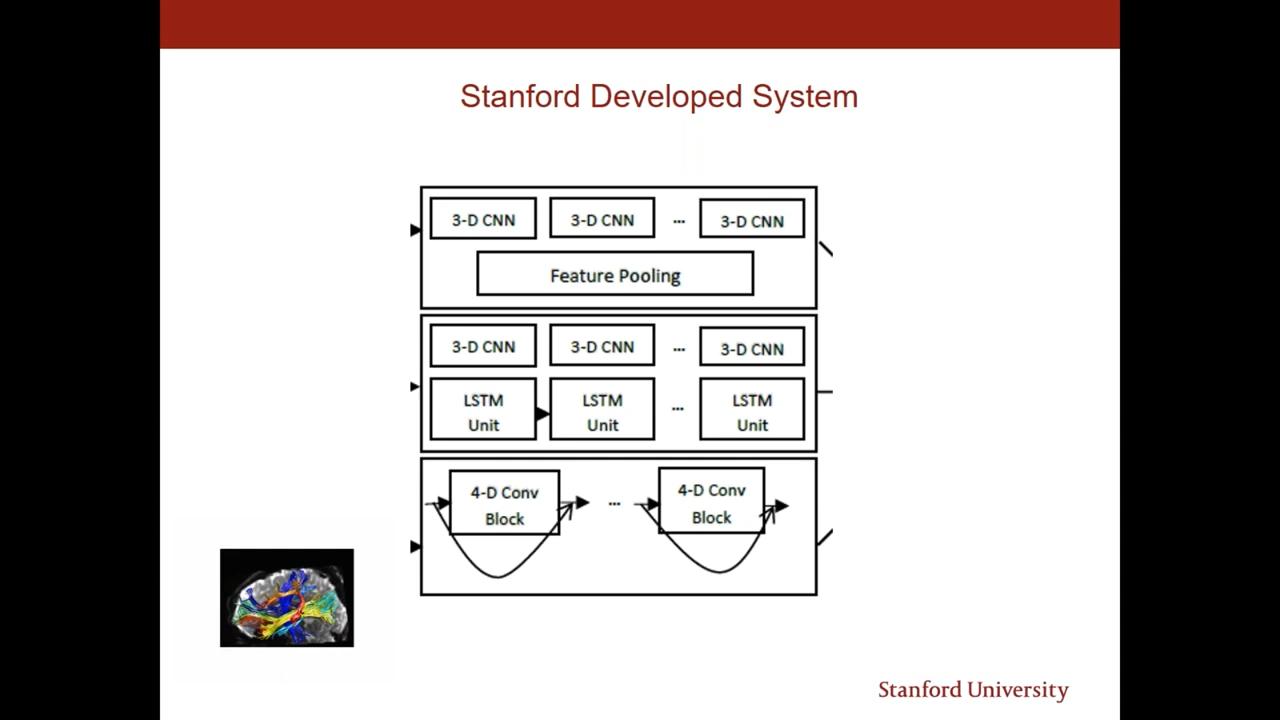 Stanford Developed System
3-D CNN 3-D CNN ... 3-D CNN
Feature Pooling
3-D CNN 3-D CNN ... 3-D CNN
LSTM Unit
LSTM Unit
...
LSTM Unit
4-D Conv Block
...
4-D Conv Block
Stanford University